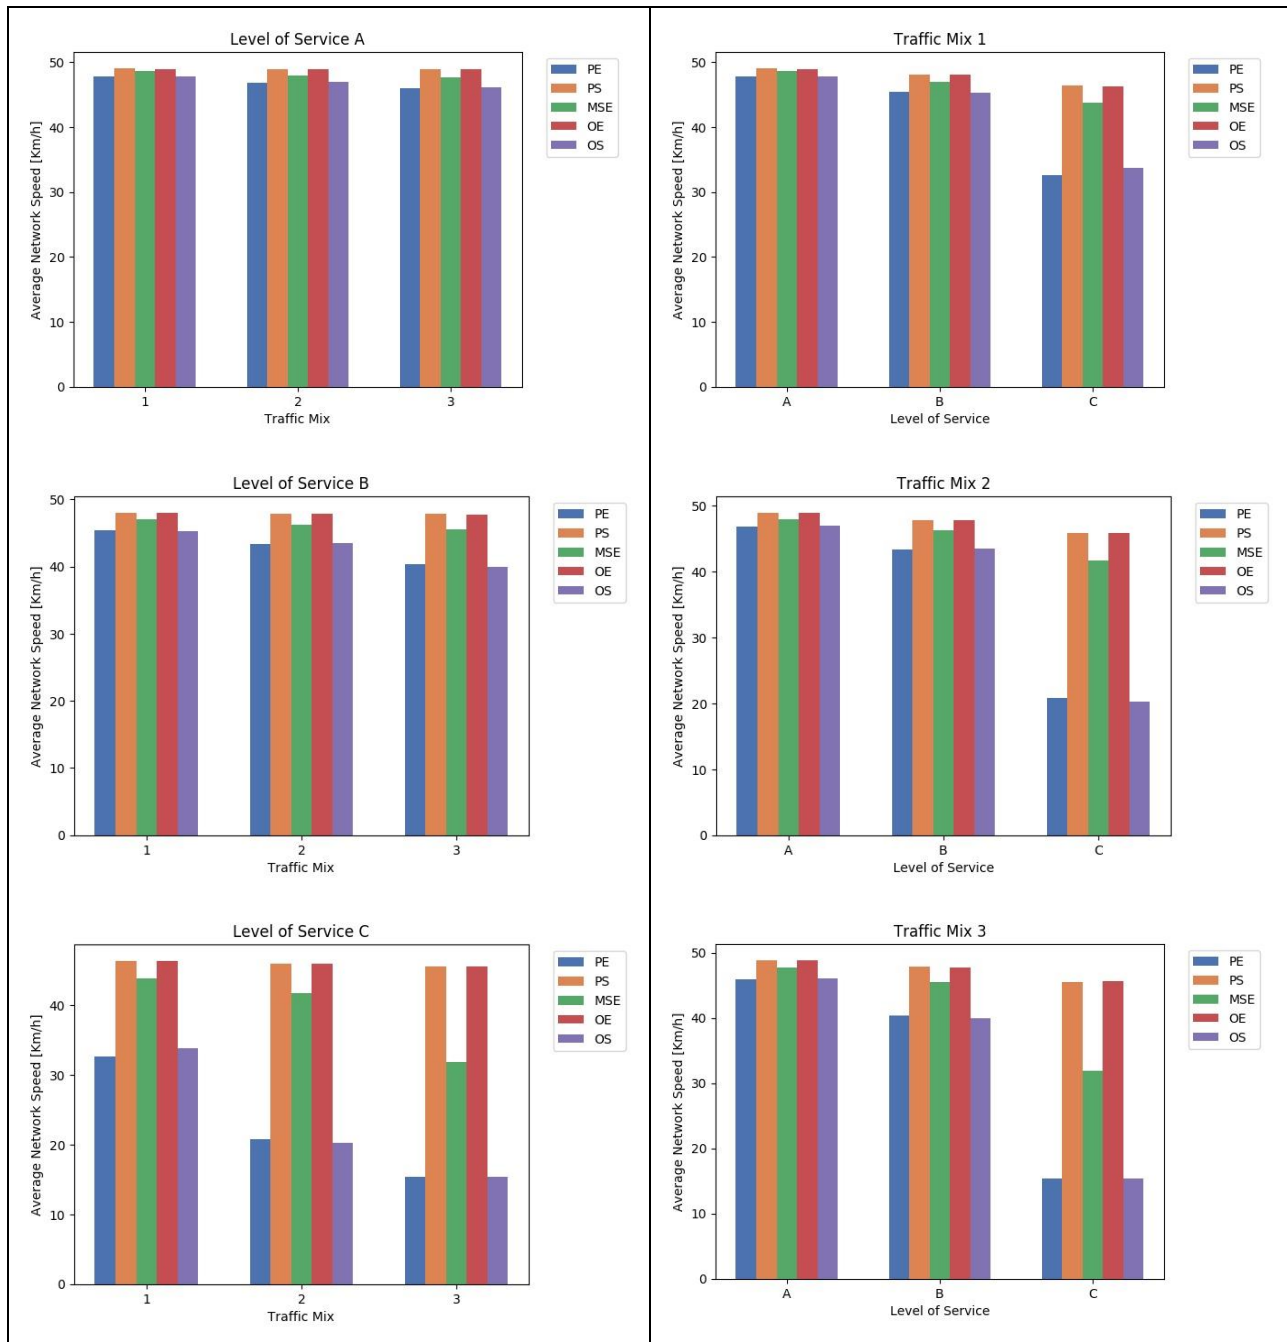 Level of Service A
Average Network Speed [Km/h]
50
40
30
20
10
0
1 2 3
Traffic Mix
PE
PS
MSE
OE
OS
Traffic Mix 1
Average Network Speed [Km/h]
50
40
30
20
10
0
A B C
Level of Service
PE
PS
MSE
OE
OS
Level of Service B
Average Network Speed [Km/h]
50
40
30
20
10
0
1 2 3
Traffic Mix
PE
PS
MSE
OE
OS
Traffic Mix 2
Average Network Speed [Km/h]
50
40
30
20
10
0
A B C
Level of Service
PE
PS
MSE
OE
OS
Level of Service C
Average Network Speed [Km/h]
40
30
20
10
0
1 2 3
Traffic Mix
PE
PS
MSE
OE
OS
Traffic Mix 3
Average Network Speed [Km/h]
50
40
30
20
10
0
A B C
Level of Service
PE
PS
MSE
OE
OS